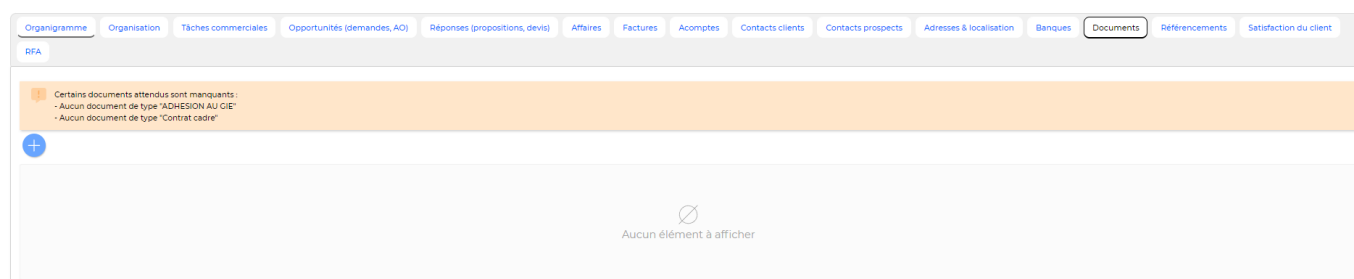 Organigramme Organisation Tâches commerciales Opportunités (demandes, AO) Réponses (propositions, devis) Affaires Factures Acomptes Contacts clients Contacts prospects Adresses & localisation Banques Documents Référencements Satisfaction du client
RFA
Certains documents attendus sont manquants :
- Aucun document de type "ADHESION AU GIE"
- Aucun document de type "Contrat cadre"
Aucun élément à afficher